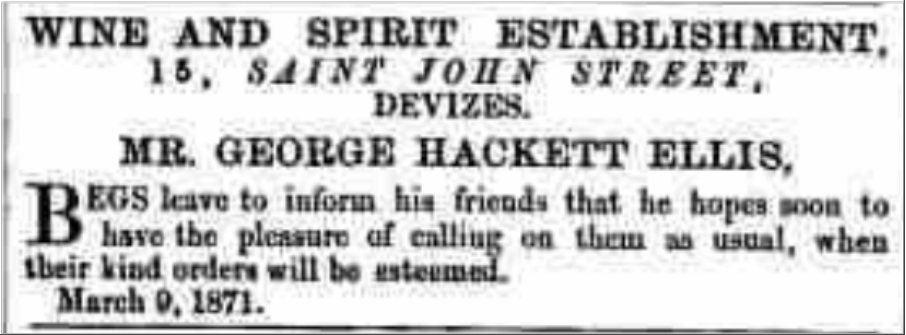 WINE AND SPIRIT ESTABLISHMENT,
15, SAINT JOHN STREET,
DEVIZES.
MR. GEORGE HACKETT ELLIS,
BEGS leave to inform his friends that he hopes soon to
have the pleasure of calling on them as usual, when
their kind orders will be esteemed.
March 9, 1871.